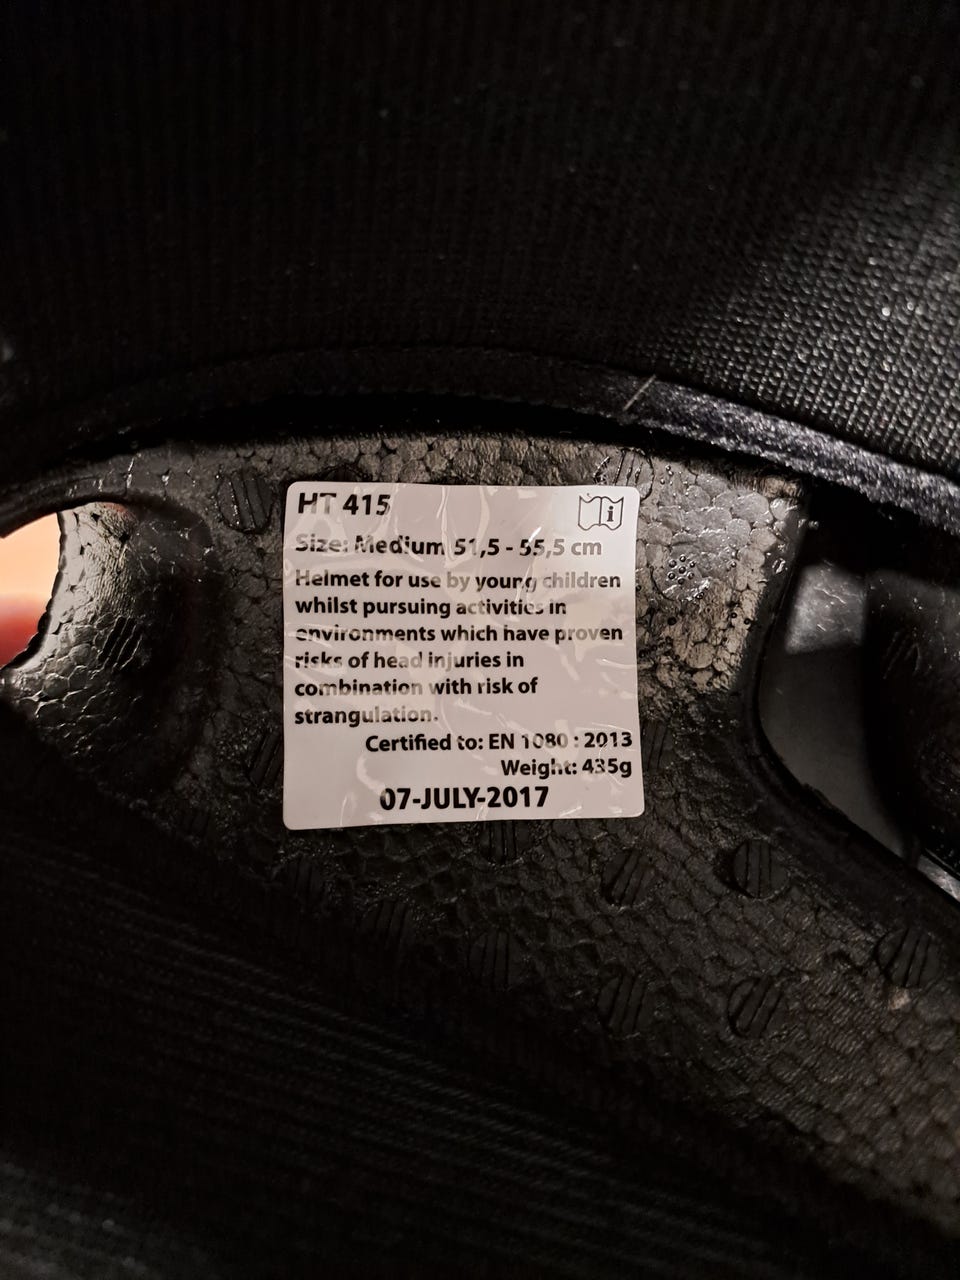 HT 415
Size: Medium 51,5 - 55,5 cm
Helmet for use by young children
whilst pursuing activities in
environments which have proven
risks of head injuries in
combination with risk of
strangulation.
Certified to: EN 1080 : 2013
Weight: 435g
07-JULY-2017